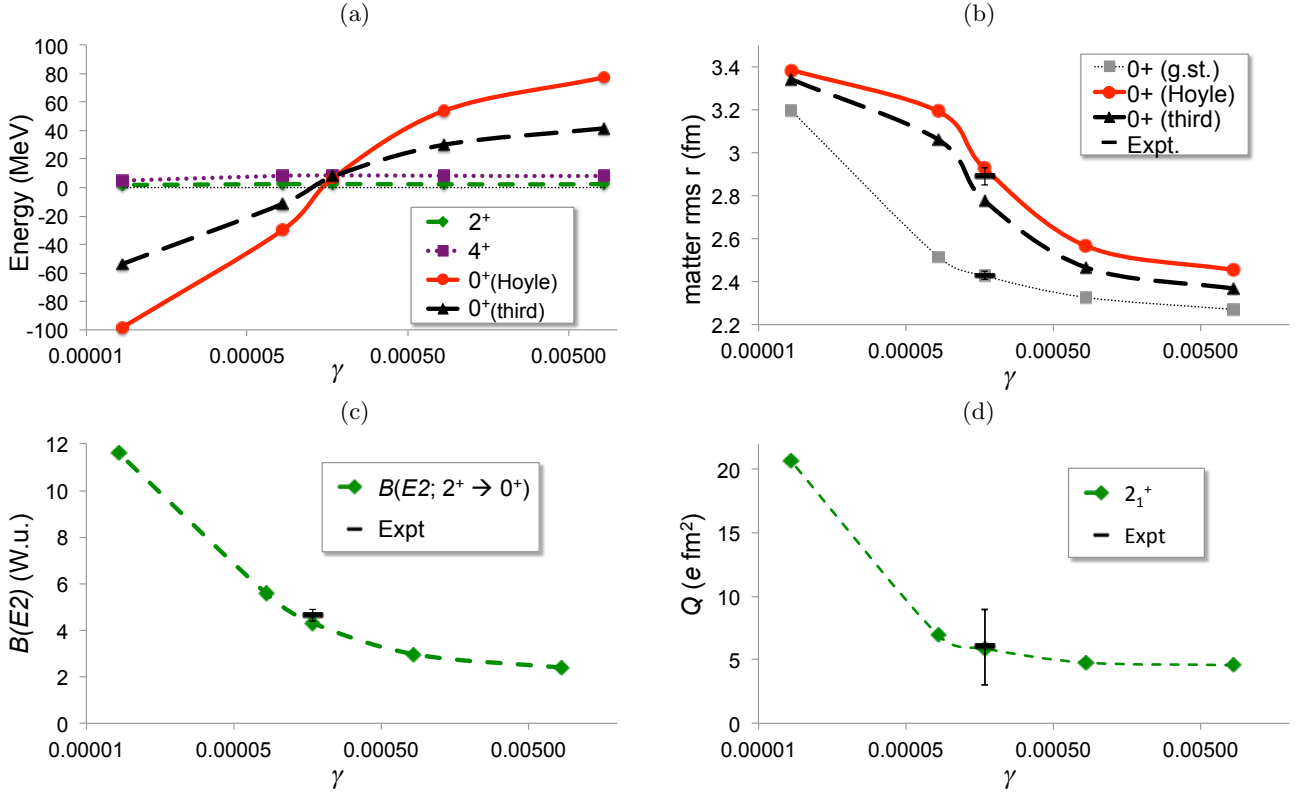 (a)
Energy (MeV)
100
80
60
40
20
0
-20
-40
-60
-80
-100
0.00001
0.00005
0.00050
0.00500
γ
2⁺
4⁺
0⁺(Hoyle)
0⁺(third)
(b)
matter rms r (fm)
3.4
3.2
3
2.8
2.6
2.4
2.2
0.00001
0.00005
0.00050
0.00500
γ
0+ (g.st.)
0+ (Hoyle)
0+ (third)
Expt.
(c)
B(E2) (W.u.)
12
10
8
6
4
2
0
0.00001
0.00005
0.00050
0.00500
γ
B(E2; 2⁺ → 0⁺)
Expt
(d)
Q (e fm²)
20
15
10
5
0
0.00001
0.00005
0.00050
0.00500
γ
2₁⁺
Expt